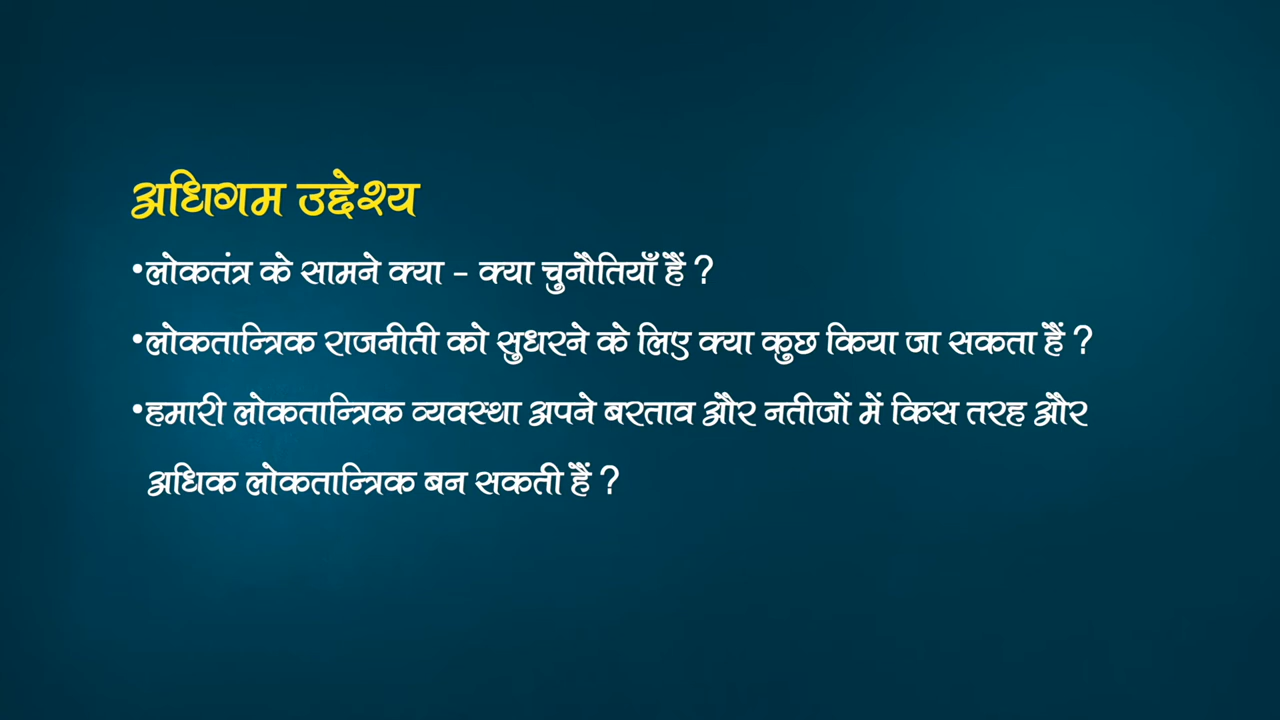 अधिगम उद्देश्य
•लोकतंत्र के सामने क्या – क्या चुनौतियाँ हैं ?
•लोकतान्त्रिक राजनीती को सुधरने के लिए क्या कुछ किया जा सकता हैं ?
•हमारी लोकतान्त्रिक व्यवस्था अपने बरताव और नतीजों में किस तरह और
अधिक लोकतान्त्रिक बन सकती हैं ?